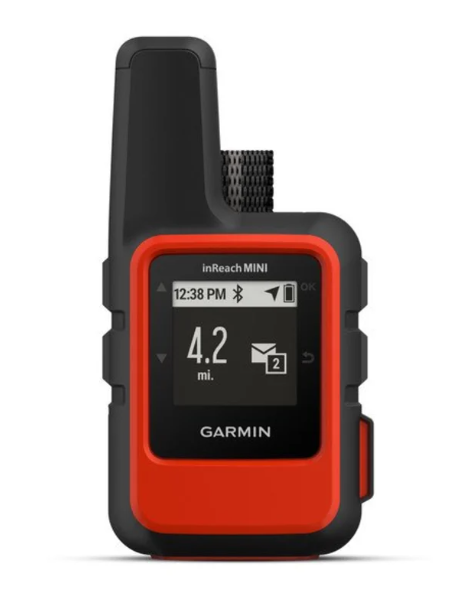 inReach MINI
12:38 PM
OK
4.2
mi.
2
GARMIN